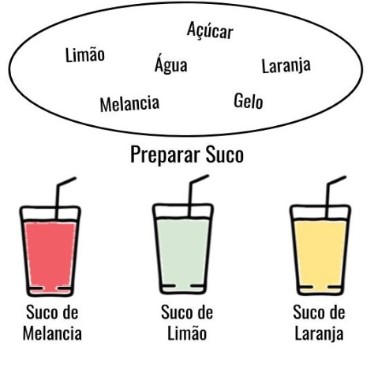 Açúcar
Limão
Água
Laranja
Melancia
Gelo
Preparar Suco
Suco de
Melancia
Suco de
Limão
Suco de
Laranja